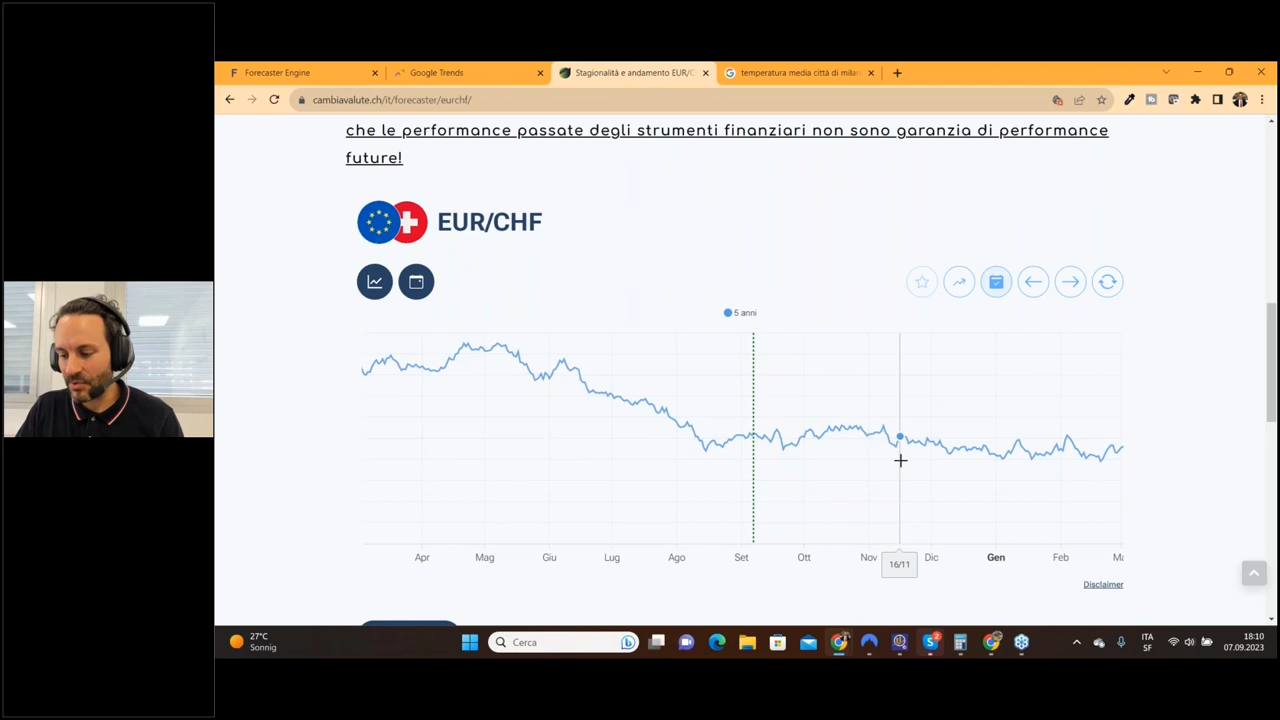 Forecaster Engine
Google Trends
Stagionalità e andamento EUR/C
temperatura media città di milan
cambiavalute.ch/it/forecaster/eurchf/
che le performance passate degli strumenti finanziari non sono garanzia di performance
future!
EUR/CHF
5 anni
Apr Mag Giu Lug Ago Set Ott Nov Dic Gen Feb Ma
16/11
Disclaimer
27°C
Sonnig
Cerca
2
ITA
SF
18:10
07.09.2023